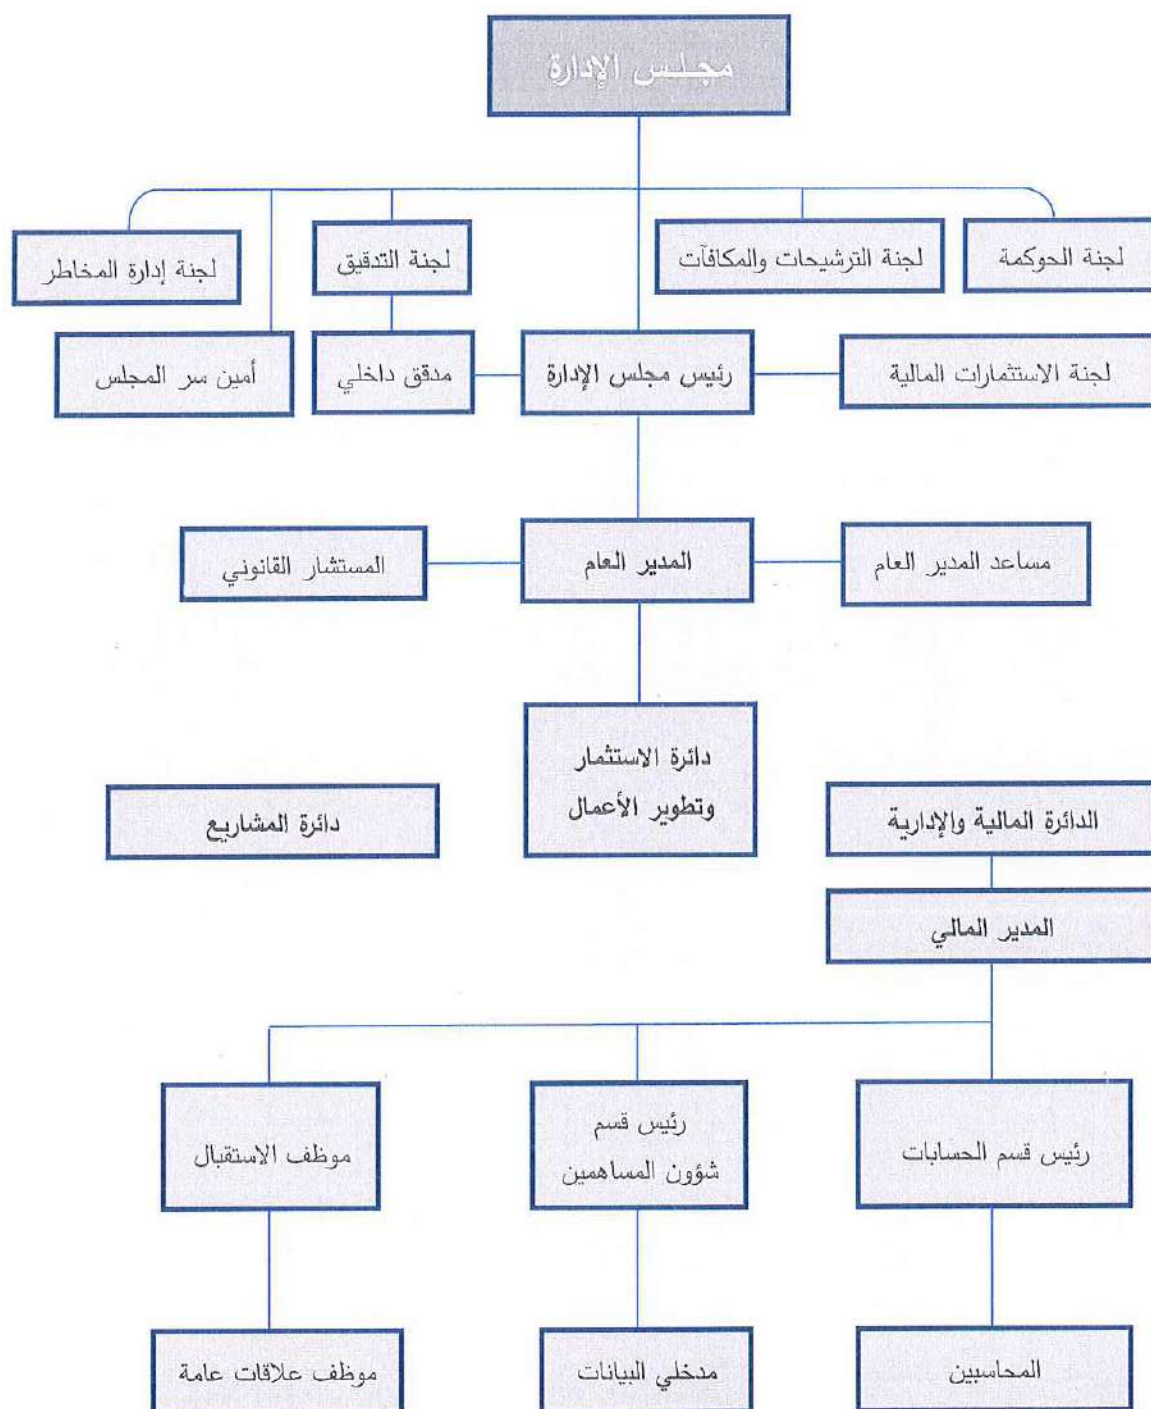 مجلس الإدارة
لجنة الحوكمة
لجنة الترشيحات والمكافآت
لجنة التدقيق
لجنة إدارة المخاطر
لجنة الاستثمارات المالية
رئيس مجلس الإدارة
مدقق داخلي
أمين سر المجلس
مساعد المدير العام
المدير العام
المستشار القانوني
دائرة الاستثمار
وتطوير الأعمال
الدائرة المالية والإدارية
دائرة المشاريع
المدير المالي
رئيس قسم الحسابات
رئيس قسم
شؤون المساهمين
موظف الاستقبال
المحاسبين
مدخلي البيانات
موظف علاقات عامة